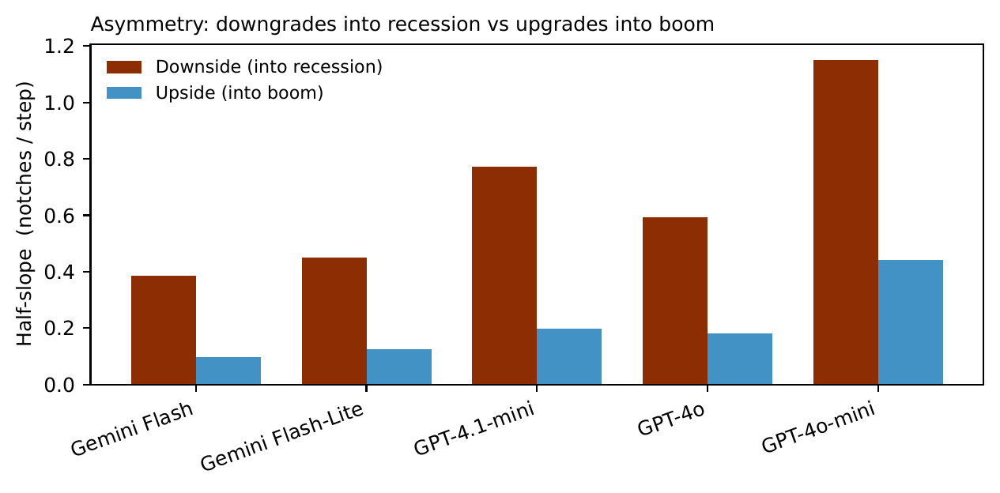 Asymmetry: downgrades into recession vs upgrades into boom
Downside (into recession)
Upside (into boom)
Half-slope (notches / step)
1.2
1.0
0.8
0.6
0.4
0.2
0.0
Gemini Flash
Gemini Flash-Lite
GPT-4.1-mini
GPT-4o
GPT-4o-mini